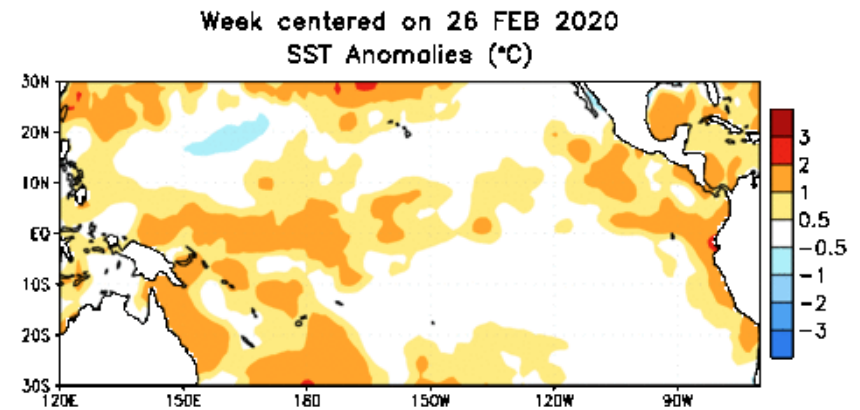 Week centered on 26 FEB 2020
SST Anomalies (°C)
30N
20N
10N
EQ
10S
20S
30S
120E 150E 180 150W 120W 90W
3
2
1
0.5
-0.5
-1
-2
-3